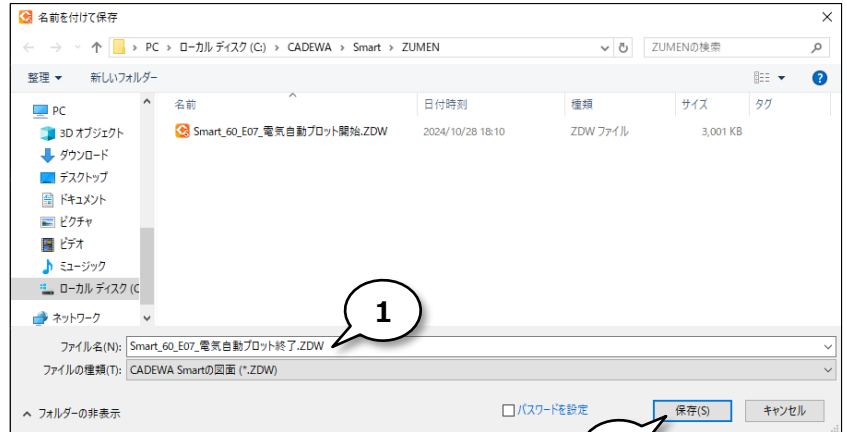 名前を付けて保存
PC › ローカル ディスク (C:) › CADEWA › Smart › ZUMEN
ZUMENの検索
整理 新しいフォルダー
名前 日付時刻 種類 サイズ タグ
Smart_60_E07_電気自動プロット開始.ZDW 2024/10/28 18:10 ZDW ファイル 3,001 KB
PC
3D オブジェクト
ダウンロード
デスクトップ
ドキュメント
ピクチャ
ビデオ
ミュージック
ローカル ディスク (C
ネットワーク
1
ファイル名(N): Smart_60_E07_電気自動プロット終了.ZDW
ファイルの種類(T): CADEWA Smartの図面 (*.ZDW)
フォルダーの非表示
パスワードを設定
保存(S)
キャンセル